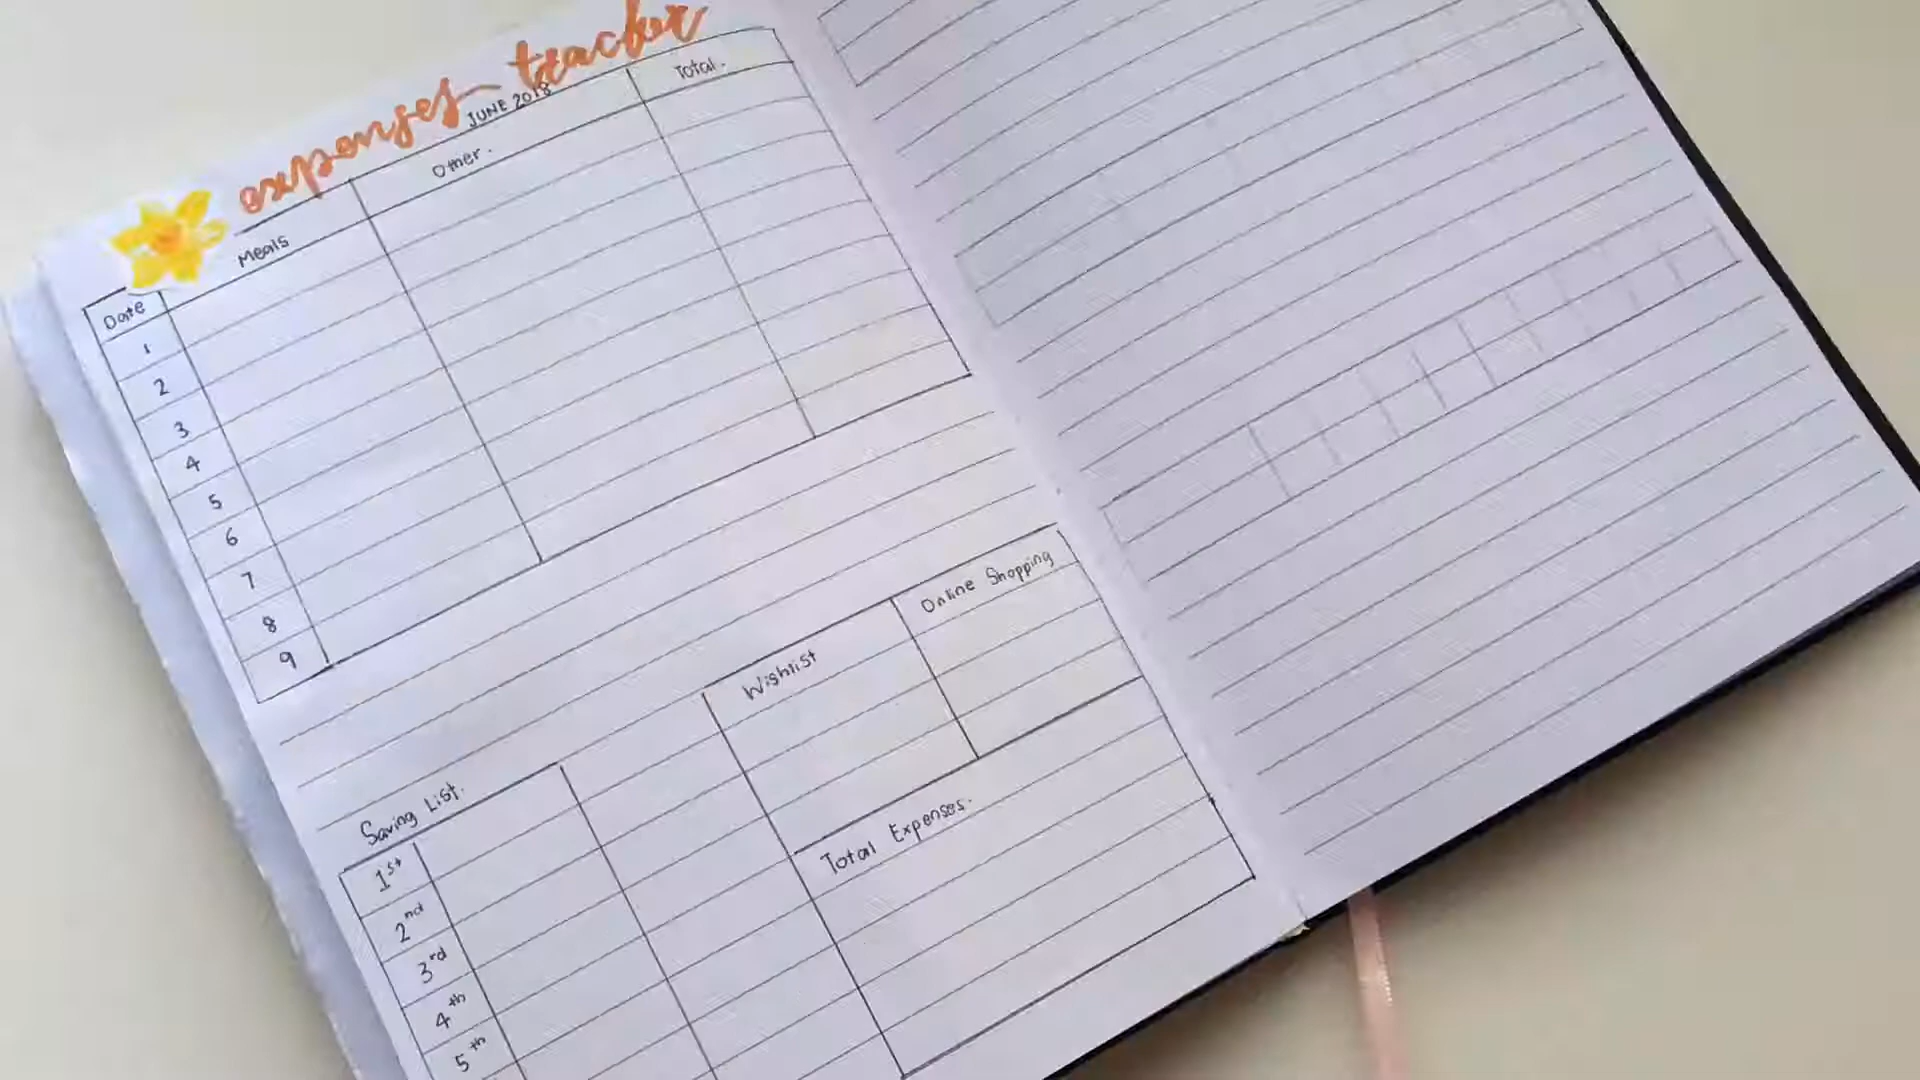 expenses tracker
JUNE 2018
Date Meals Other. Total.
1
2
3
4
5
6
7
8
9
Saving List. Wishlist Online Shopping
1st
2nd
3rd
4th
5th
Total Expenses.